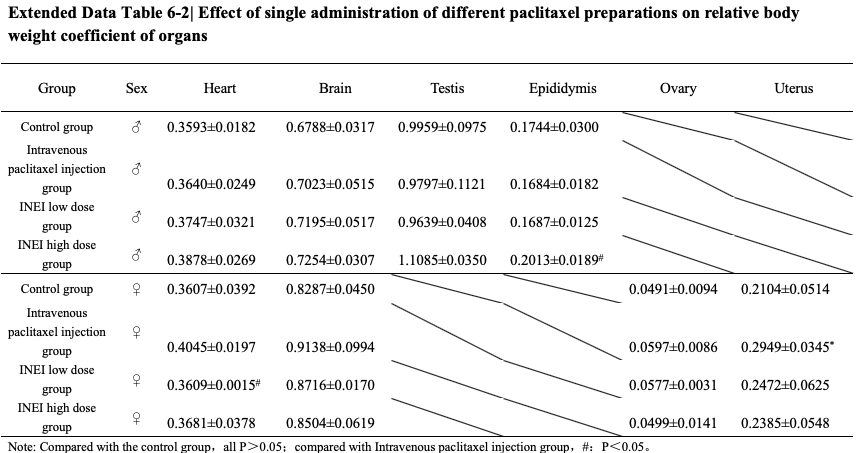 Extended Data Table 6-2| Effect of single administration of different paclitaxel preparations on relative body
weight coefficient of organs
Group Sex Heart Brain Testis Epididymis Ovary Uterus
Control group ♂ 0.3593±0.0182 0.6788±0.0317 0.9959±0.0975 0.1744±0.0300
Intravenous
paclitaxel injection
group ♂ 0.3640±0.0249 0.7023±0.0515 0.9797±0.1121 0.1684±0.0182
INEI low dose
group ♂ 0.3747±0.0321 0.7195±0.0517 0.9639±0.0408 0.1687±0.0125
INEI high dose
group ♂ 0.3878±0.0269 0.7254±0.0307 1.1085±0.0350 0.2013±0.0189#
Control group ♀ 0.3607±0.0392 0.8287±0.0450 0.0491±0.0094 0.2104±0.0514
Intravenous
paclitaxel injection
group ♀ 0.4045±0.0197 0.9138±0.0994 0.0597±0.0086 0.2949±0.0345*
INEI low dose
group ♀ 0.3609±0.0015# 0.8716±0.0170 0.0577±0.0031 0.2472±0.0625
INEI high dose
group ♀ 0.3681±0.0378 0.8504±0.0619 0.0499±0.0141 0.2385±0.0548
Note: Compared with the control group，all P＞0.05；compared with Intravenous paclitaxel injection group，#：P＜0.05。